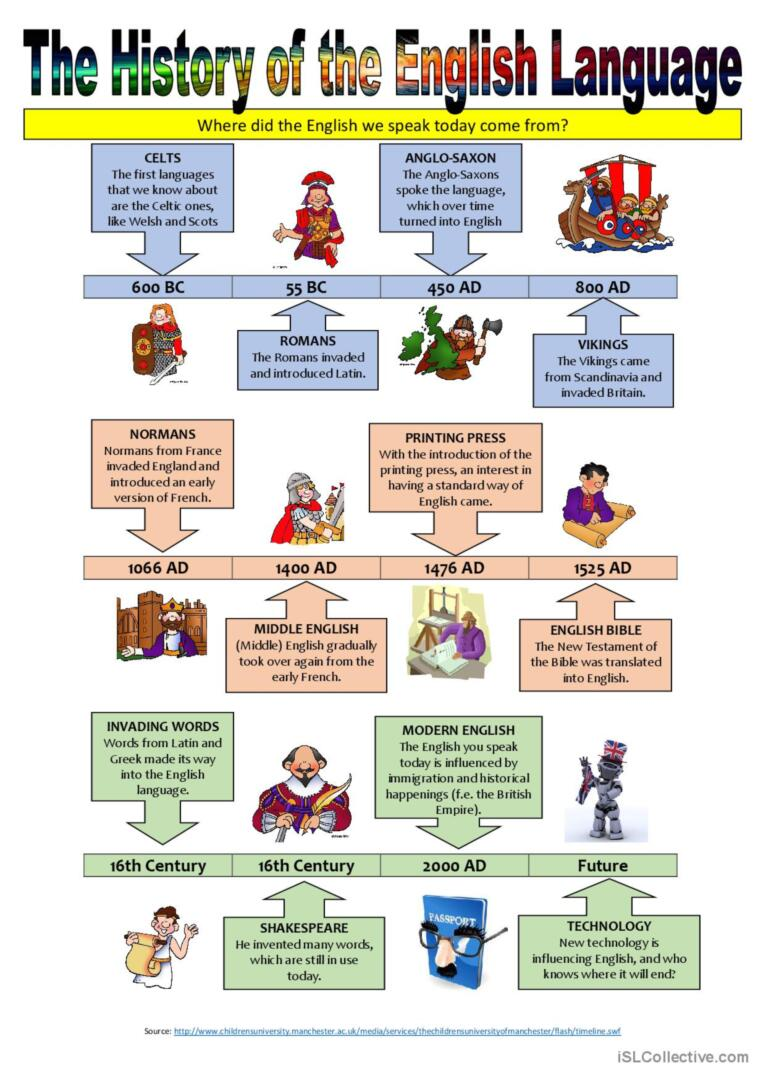 The History of the English Language
Where did the English we speak today come from?
CELTS
The first languages
that we know about
are the Celtic ones,
like Welsh and Scots
ANGLO-SAXON
The Anglo-Saxons
spoke the language,
which over time
turned into English
600 BC
55 BC
450 AD
800 AD
ROMANS
The Romans invaded
and introduced Latin.
VIKINGS
The Vikings came
from Scandinavia and
invaded Britain.
NORMANS
Normans from France
invaded England and
introduced an early
version of French.
PRINTING PRESS
With the introduction of the
printing press, an interest in
having a standard way of
English came.
1066 AD
1400 AD
1476 AD
1525 AD
MIDDLE ENGLISH
(Middle) English gradually
took over again from the
early French.
ENGLISH BIBLE
The New Testament of
the Bible was translated
into English.
INVADING WORDS
Words from Latin and
Greek made its way
into the English
language.
MODERN ENGLISH
The English you speak
today is influenced by
immigration and historical
happenings (f.e. the British
Empire).
16th Century
16th Century
2000 AD
Future
SHAKESPEARE
He invented many words,
which are still in use
today.
PASSPORT
TECHNOLOGY
New technology is
influencing English, and who
knows where it will end?
Source: http://www.childrensuniversity.manchester.ac.uk/media/services/thechildrensuniversityofmanchester/flash/timeline.swf
iSLCollective.com